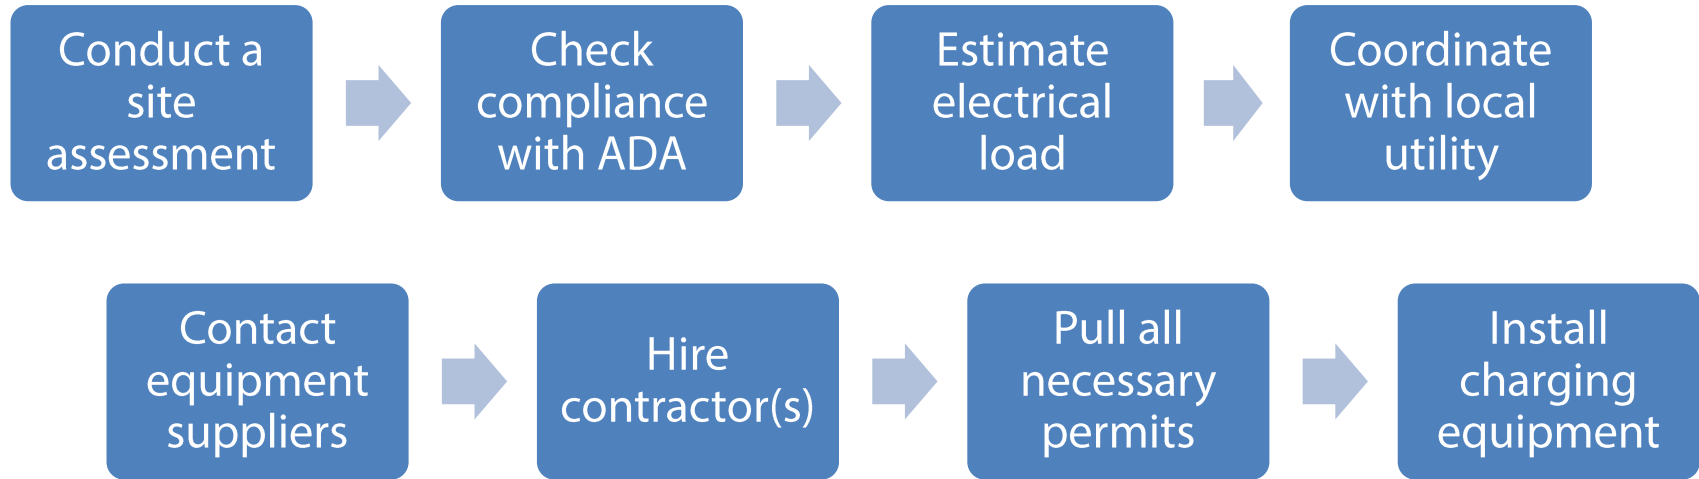 Conduct a
site
assessment
Check
compliance
with ADA
Estimate
electrical
load
Coordinate
with local
utility
Contact
equipment
suppliers
Hire
contractor(s)
Pull all
necessary
permits
Install
charging
equipment